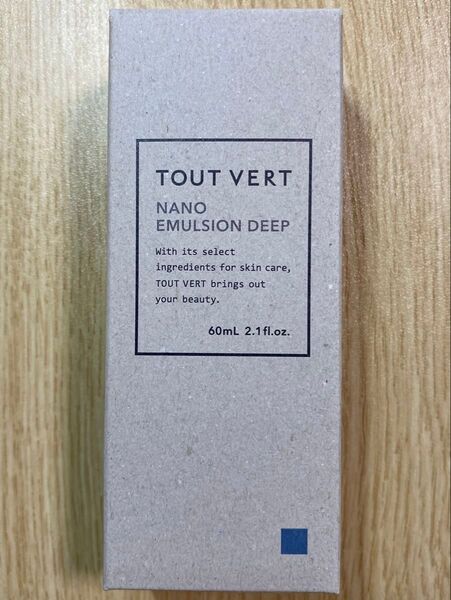 TOUT VERT
NANO
EMULSION DEEP
With its select
ingredients for skin care,
TOUT VERT brings out
your beauty.
60mL 2.1fl.oz.